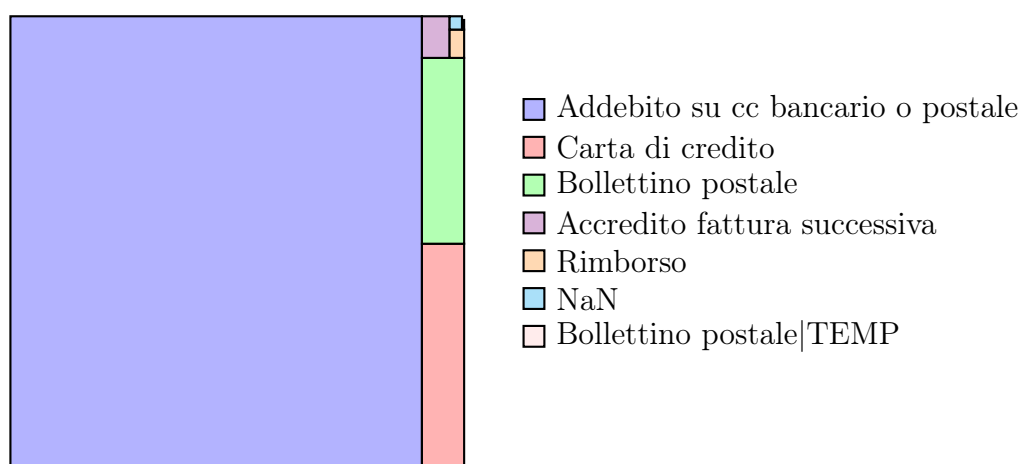 Addebito su cc bancario o postale
Carta di credito
Bollettino postale
Accredito fattura successiva
Rimborso
NaN
Bollettino postale|TEMP